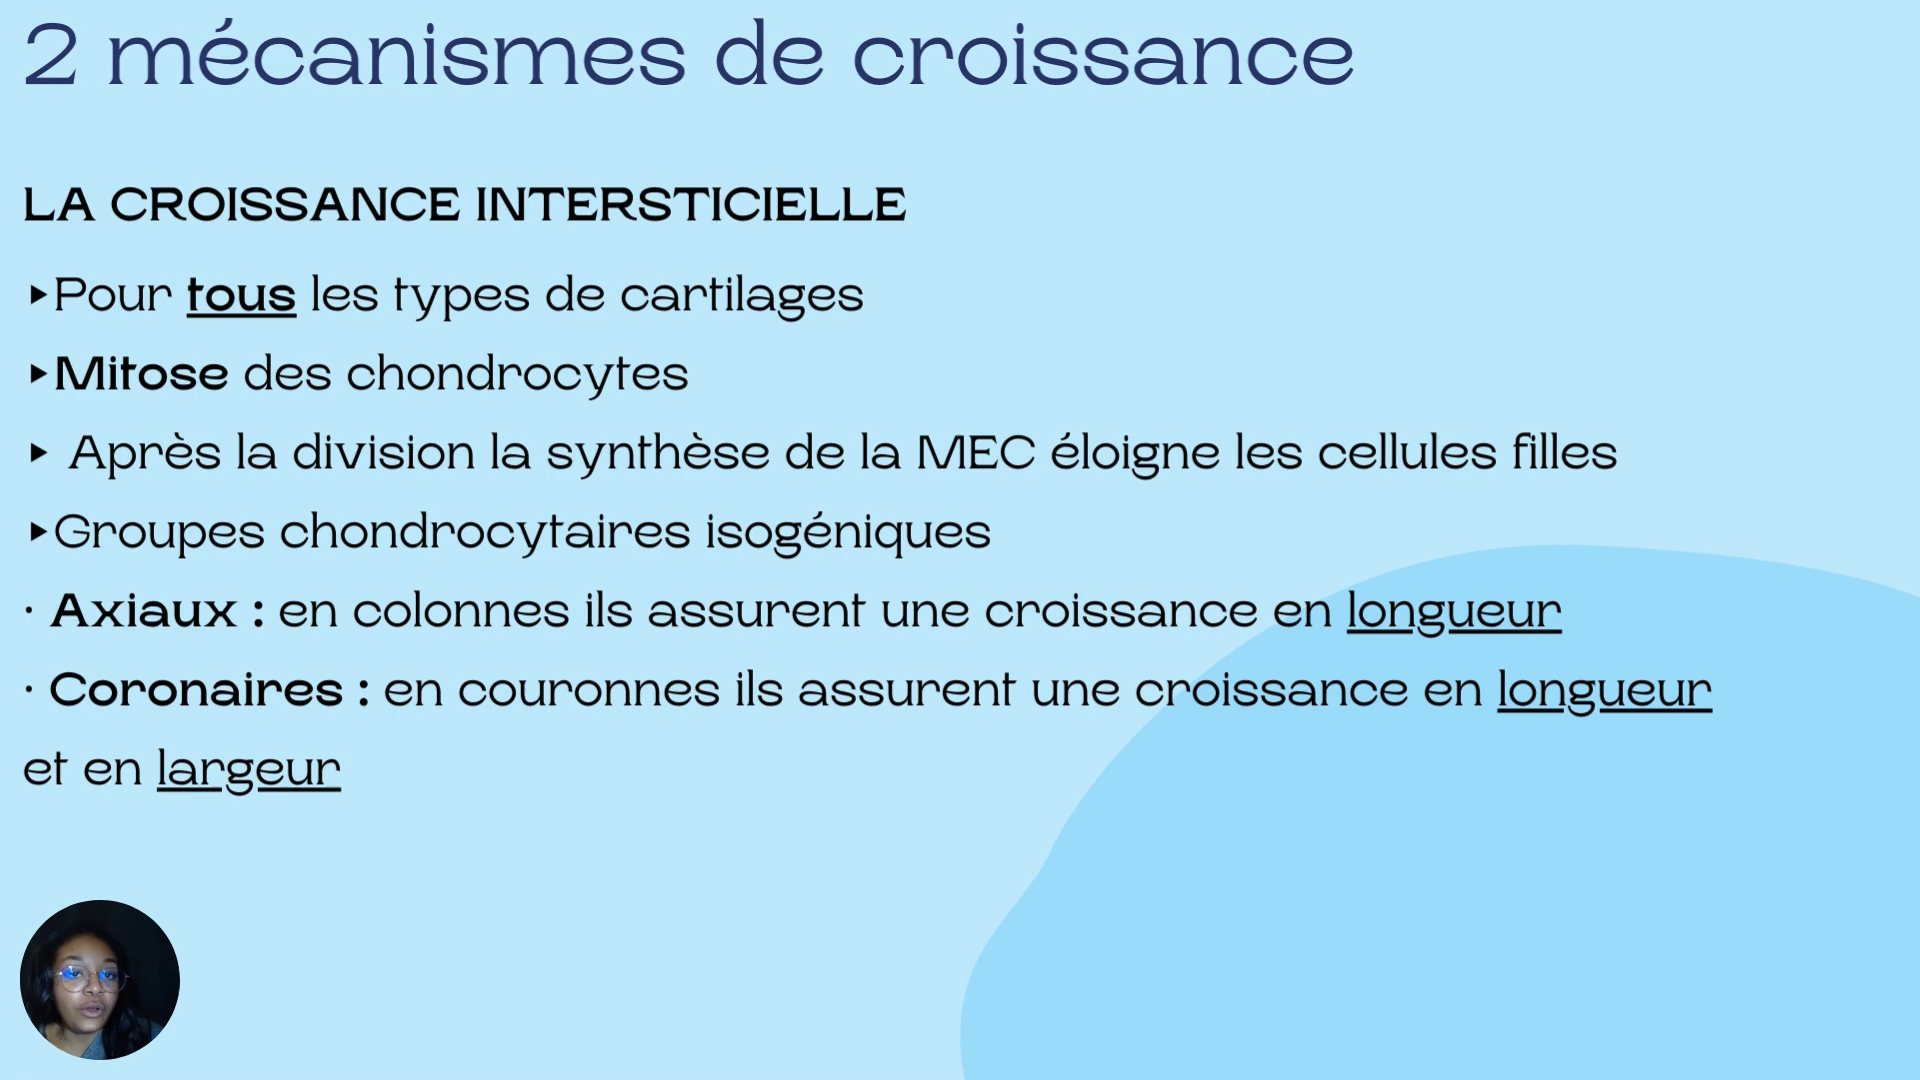 2 mécanismes de croissance
LA CROISSANCE INTERSTICIELLE
▸Pour tous les types de cartilages
▸Mitose des chondrocytes
▸ Après la division la synthèse de la MEC éloigne les cellules filles
▸Groupes chondrocytaires isogéniques
· Axiaux : en colonnes ils assurent une croissance en longueur
· Coronaires : en couronnes ils assurent une croissance en longueur
et en largeur